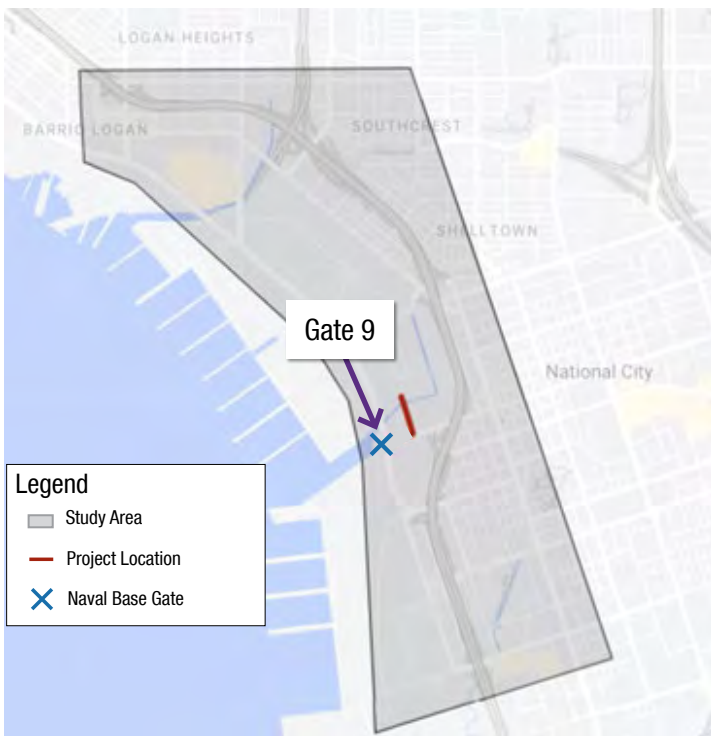 LOGAN HEIGHTS
BARRIO LOGAN
SOUTHCREST
SHELLTOWN
Gate 9
National City
Legend
Study Area
Project Location
Naval Base Gate